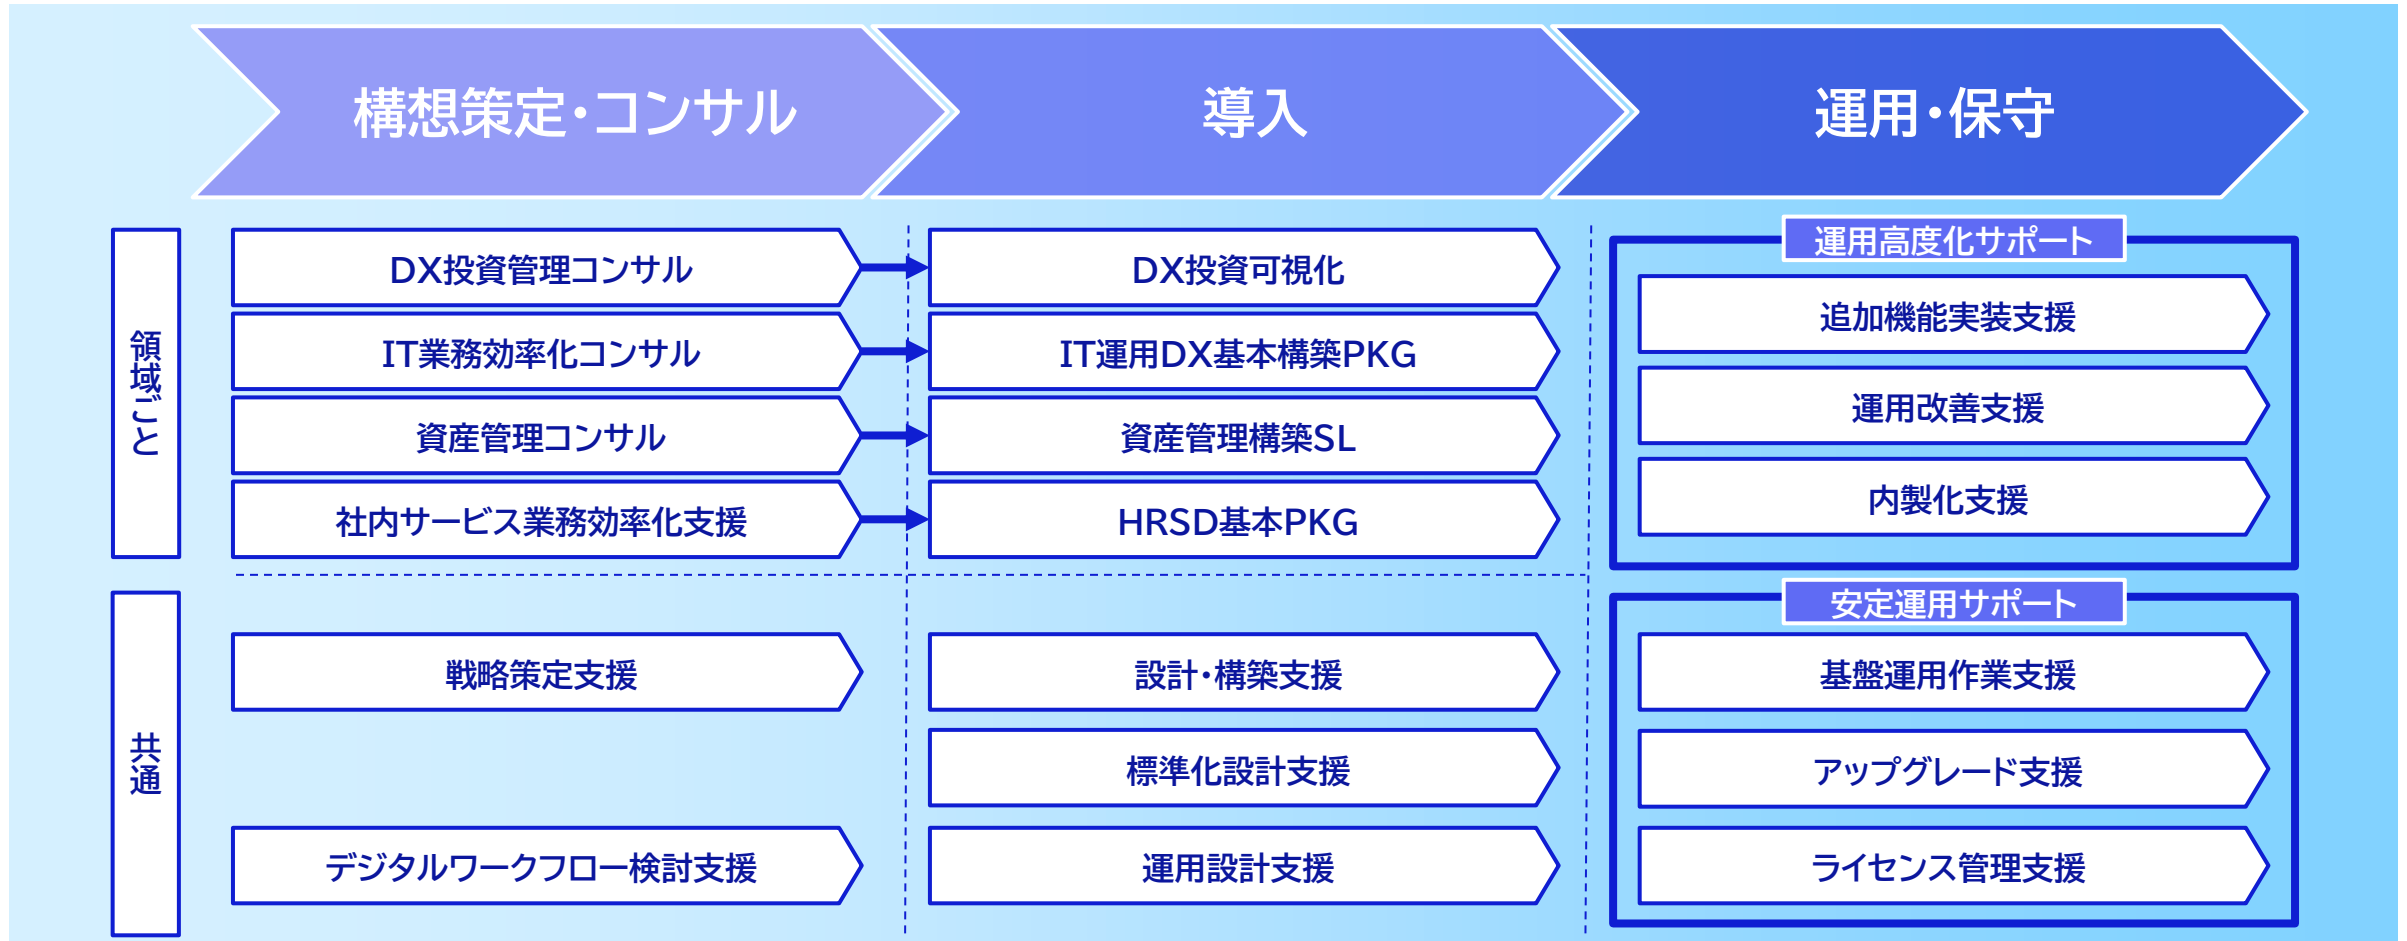 構想策定・コンサル
導入
運用・保守
領域ごと
DX投資管理コンサル
IT業務効率化コンサル
資産管理コンサル
社内サービス業務効率化支援
DX投資可視化
IT運用DX基本構築PKG
資産管理構築SL
HRSD基本PKG
運用高度化サポート
追加機能実装支援
運用改善支援
内製化支援
共通
戦略策定支援
デジタルワークフロー検討支援
設計・構築支援
標準化設計支援
運用設計支援
安定運用サポート
基盤運用作業支援
アップグレード支援
ライセンス管理支援